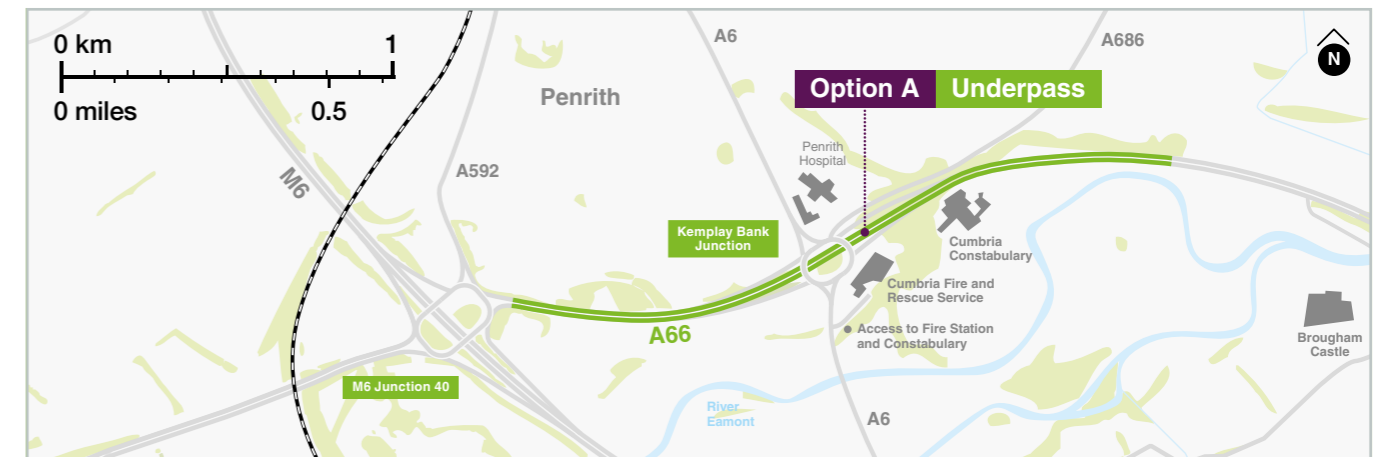 0 km 1
0 miles 0.5
A6
A686
N
Option A Underpass
Penrith
Penrith
Hospital
A592
M6
Kemplay Bank
Junction
Cumbria
Constabulary
Cumbria Fire and
Rescue Service
A66
Access to Fire Station
and Constabulary
Brougham
Castle
M6 Junction 40
River
Eamont
A6